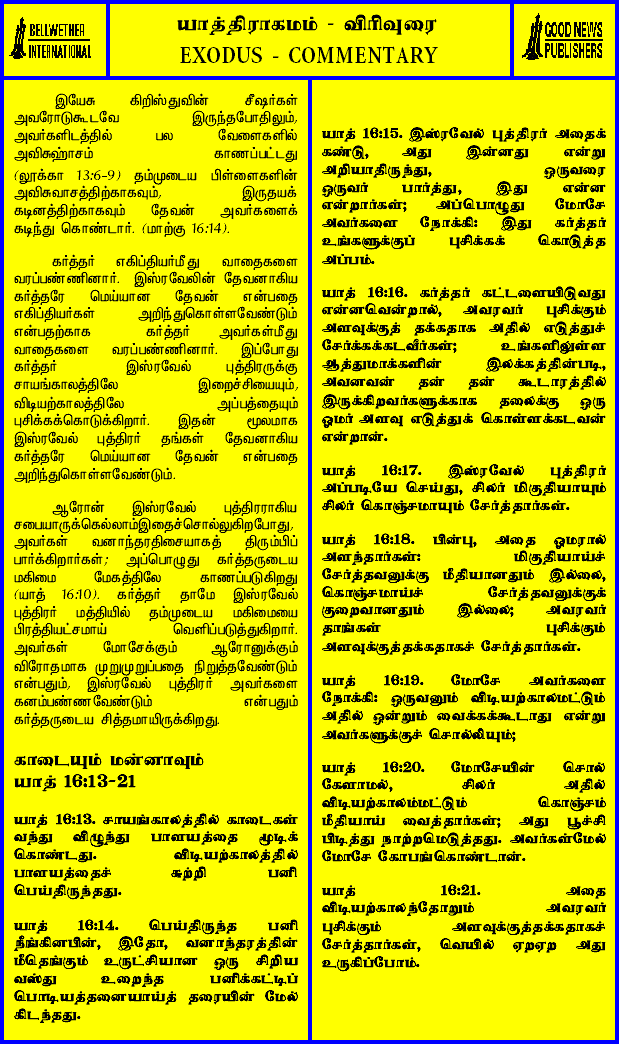 BELLWETHER
INTERNATIONAL
யாத்திராகமம் - விரிவுரை
EXODUS - COMMENTARY
GOOD NEWS
PUBLISHERS
இயேசு கிறிஸ்துவின் சீஷர்கள்
அவரோடுகூடவே இருந்தபோதிலும்,
அவர்களிடத்தில் பல வேளைகளில்
அவிசுஹாசம் காணப்பட்டது
(லூக்கா 13:6-9) தம்முடைய பிள்ளைகளின்
அவிசுவாசத்திற்காகவும், இருதயக்
கடினத்திற்காகவும் தேவன் அவர்களைக்
கடிந்து கொண்டார். (மாற்கு 16:14).
கர்த்தர் எகிப்தியர்மீது வாதைகளை
வரப்பண்ணினார். இஸ்ரவேலின் தேவனாகிய
கர்த்தரே மெய்யான தேவன் என்பதை
எகிப்தியர்கள் அறிந்துகொள்ளவேண்டும்
என்பதற்காக கர்த்தர் அவர்கள்மீது
வாதைகளை வரப்பண்ணினார். இப்போது
கர்த்தர் இஸ்ரவேல் புத்திரருக்கு
சாயங்காலத்திலே இறைச்சியையும்,
விடியற்காலத்திலே அப்பத்தையும்
புசிக்கக்கொடுக்கிறார். இதன் மூலமாக
இஸ்ரவேல் புத்திரர் தங்கள் தேவனாகிய
கர்த்தரே மெய்யான தேவன் என்பதை
அறிந்துகொள்ளவேண்டும்.
ஆரோன் இஸ்ரவேல் புத்திரராகிய
சபையாருக்கெல்லாம்இதைச்சொல்லுகிறபோது,
அவர்கள் வனாந்தரதிசையாகத் திரும்பிப்
பார்க்கிறார்கள்; அப்பொழுது கர்த்தருடைய
மகிமை மேகத்திலே காணப்படுகிறது
(யாத் 16:10). கர்த்தர் தாமே இஸ்ரவேல்
புத்திரர் மத்தியில் தம்முடைய மகிமையை
பிரத்தியட்சமாய் வெளிப்படுத்துகிறார்.
அவர்கள் மோசேக்கும் ஆரோனுக்கும்
விரோதமாக முறுமுறுப்பதை நிறுத்தவேண்டும்
என்பதும், இஸ்ரவேல் புத்திரர் அவர்களை
கனம்பண்ணவேண்டும் என்பதும்
கர்த்தருடைய சித்தமாயிருக்கிறது.
காடையும் மன்னாவும்
யாத் 16:13-21
யாத் 16:13. சாயங்காலத்தில் காடைகள்
வந்து விழுந்து பாளயத்தை மூடிக்
கொண்டது. விடியற்காலத்தில்
பாளயத்தைச் சுற்றி பனி
பெய்திருந்தது.
யாத் 16:14. பெய்திருந்த பனி
நீங்கினபின், இதோ, வனாந்தரத்தின்
மீதெங்கும் உருட்சியான ஒரு சிறிய
வஸ்து உறைந்த பனிக்கட்டிப்
பொடியத்தனையாய்த் தரையின் மேல்
கிடந்தது.
யாத் 16:15. இஸ்ரவேல் புத்திரர் அதைக்
கண்டு, அது இன்னது என்று
அறியாதிருந்து, ஒருவரை
ஒருவர் பார்த்து, இது என்ன
என்றார்கள்; அப்பொழுது மோசே
அவர்களை நோக்கி: இது கர்த்தர்
உங்களுக்குப் புசிக்கக் கொடுத்த
அப்பம்.
யாத் 16:16. கர்த்தர் கட்டளையிடுவது
என்னவென்றால், அவரவர் புசிக்கும்
அளவுக்குத் தக்கதாக அதில் எடுத்துச்
சேர்க்கக்கடவீர்கள்; உங்களிலுள்ள
ஆத்துமாக்களின் இலக்கத்தின்படி,
அவனவன் தன் தன் கூடாரத்தில்
இருக்கிறவர்களுக்காக தலைக்கு ஒரு
ஓமர் அளவு எடுத்துக் கொள்ளக்கடவன்
என்றான்.
யாத் 16:17. இஸ்ரவேல் புத்திரர்
அப்படியே செய்து, சிலர் மிகுதியாயும்
சிலர் கொஞ்சமாயும் சேர்த்தார்கள்.
யாத் 16:18. பின்பு, அதை ஓமரால்
அளந்தார்கள்: மிகுதியாய்ச்
சேர்த்தவனுக்கு மீதியானதும் இல்லை,
கொஞ்சமாய்ச் சேர்த்தவனுக்குக்
குறைவானதும் இல்லை; அவரவர்
தாங்கள் புசிக்கும்
அளவுக்குத்தக்கதாகச் சேர்த்தார்கள்.
யாத் 16:19. மோசே அவர்களை
நோக்கி: ஒருவனும் விடியற்காலமட்டும்
அதில் ஒன்றும் வைக்கக்கூடாது என்று
அவர்களுக்குச் சொல்லியும்;
யாத் 16:20. மோசேயின் சொல்
கேளாமல், சிலர் அதில்
விடியற்காலம்மட்டும் கொஞ்சம்
மீதியாய் வைத்தார்கள்; அது பூச்சி
பிடித்து நாற்றமெடுத்தது. அவர்கள்மேல்
மோசே கோபங்கொண்டான்.
யாத் 16:21. அதை
விடியற்காலந்தோறும் அவரவர்
புசிக்கும் அளவுக்குத்தக்கதாகச்
சேர்த்தார்கள், வெயில் ஏறஏற அது
உருகிப்போம்.